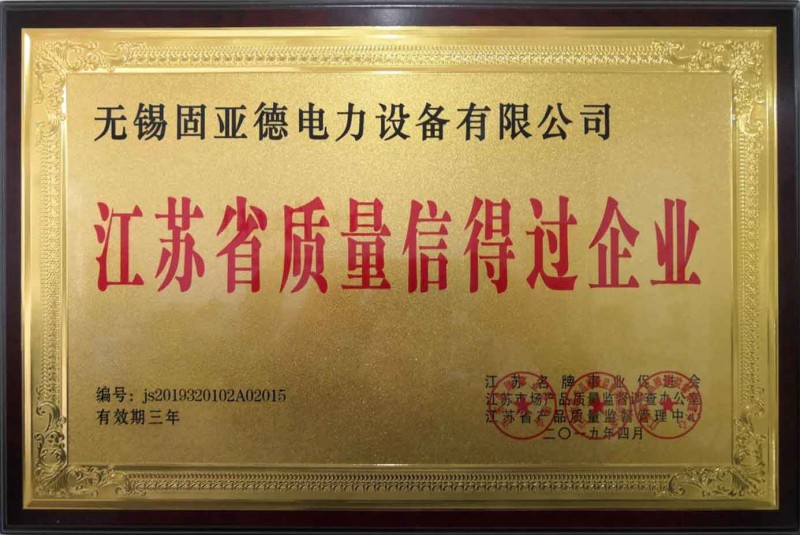 无锡固亚德电力设备有限公司
江苏省质量信得过企业
编号：js2019320102A02015
有效期三年
江苏名牌事业促进会
江苏市场产品质量监督调查办公室
江苏省产品质量监督管理中心
二〇一九年四月